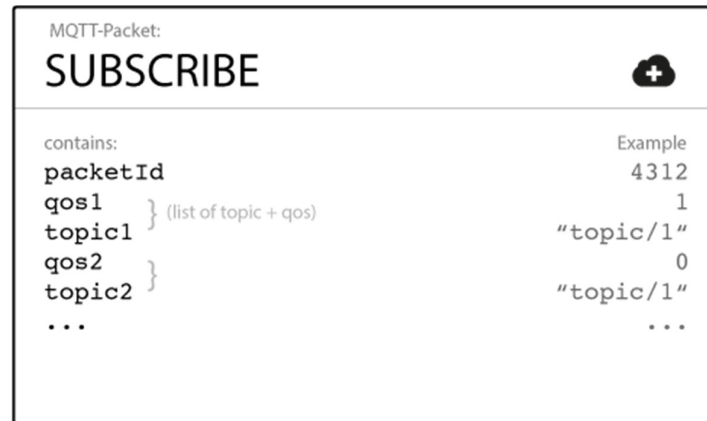 MQTT-Packet:
SUBSCRIBE
contains: Example
packetId 4312
qos1 1
(list of topic + qos)
topic1 “topic/1“
qos2 0
topic2 “topic/1“
... ...